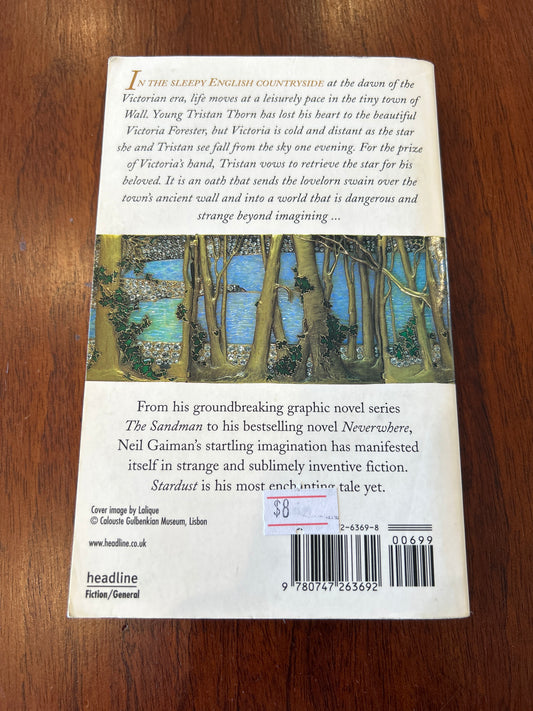 IN THE SLEEPY ENGLISH COUNTRYSIDE at the dawn of the
Victorian era, life moves at a leisurely pace in the tiny town of
Wall. Young Tristan Thorn has lost his heart to the beautiful
Victoria Forester, but Victoria is cold and distant as the star
she and Tristan see fall from the sky one evening. For the prize
of Victoria's hand, Tristan vows to retrieve the star for his
beloved. It is an oath that sends the lovelorn swain over the
town's ancient wall and into a world that is dangerous and
strange beyond imagining ...
From his groundbreaking graphic novel series
The Sandman to his bestselling novel Neverwhere,
Neil Gaiman's startling imagination has manifested
itself in strange and sublimely inventive fiction.
Stardust is his most enchanting tale yet.
Cover image by Lalique
© Calouste Gulbenkian Museum, Lisbon
www.headline.co.uk
headline
Fiction/General
$8
2-6369-8
00699
9 780747 263692